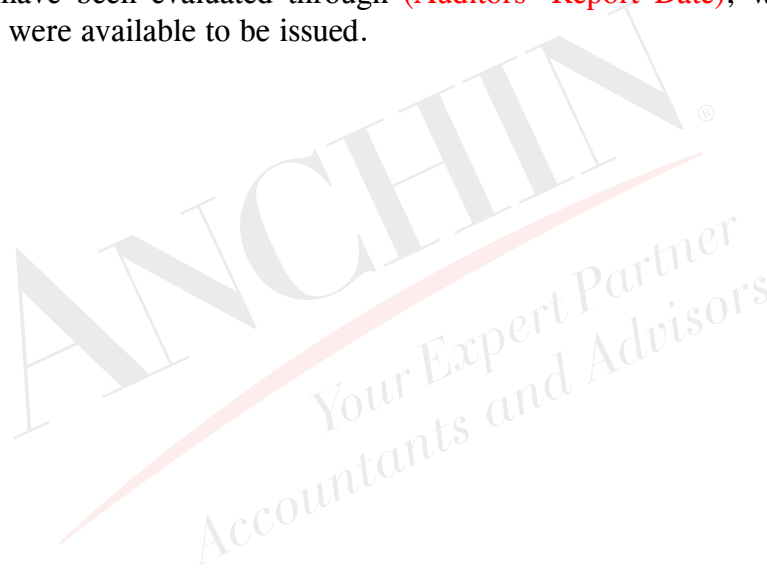 have been evaluated through (Auditors' Report Date), w
were available to be issued.
ANCHIN®
Your Expert Partner
Accountants and Advisors